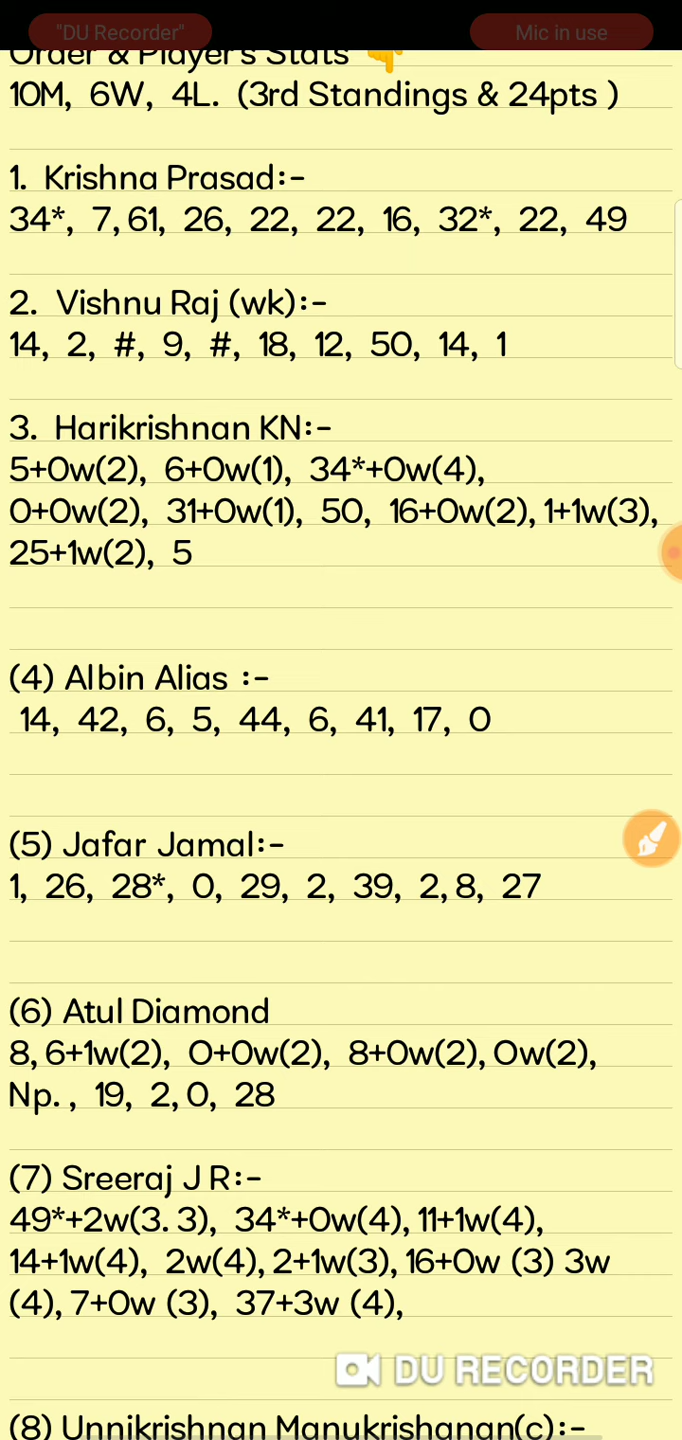 "DU Recorder"
Mic in use
Order & Player's Stats 👇
10M, 6W, 4L. (3rd Standings & 24pts )
1. Krishna Prasad:-
34*, 7,61, 26, 22, 22, 16, 32*, 22, 49
2. Vishnu Raj (wk):-
14, 2, #, 9, #, 18, 12, 50, 14, 1
3. Harikrishnan KN:-
5+0w(2), 6+0w(1), 34*+0w(4),
0+0w(2), 31+0w(1), 50, 16+0w(2), 1+1w(3),
25+1w(2), 5
(4) Albin Alias :-
14, 42, 6, 5, 44, 6, 41, 17, 0
(5) Jafar Jamal:-
1, 26, 28*, 0, 29, 2, 39, 2,8, 27
(6) Atul Diamond
8,6+1w(2), 0+0w(2), 8+0w(2),0w(2),
Np., 19, 2,0, 28
(7) Sreeraj J R:-
49*+2w(3.3), 34*+0w(4),11+1w(4),
14+1w(4), 2w(4),2+1w(3),16+0w (3) 3w
(4),7+0w (3), 37+3w (4),
DU RECORDER
(8) Unnikrishnan Manukrishanan(c):-